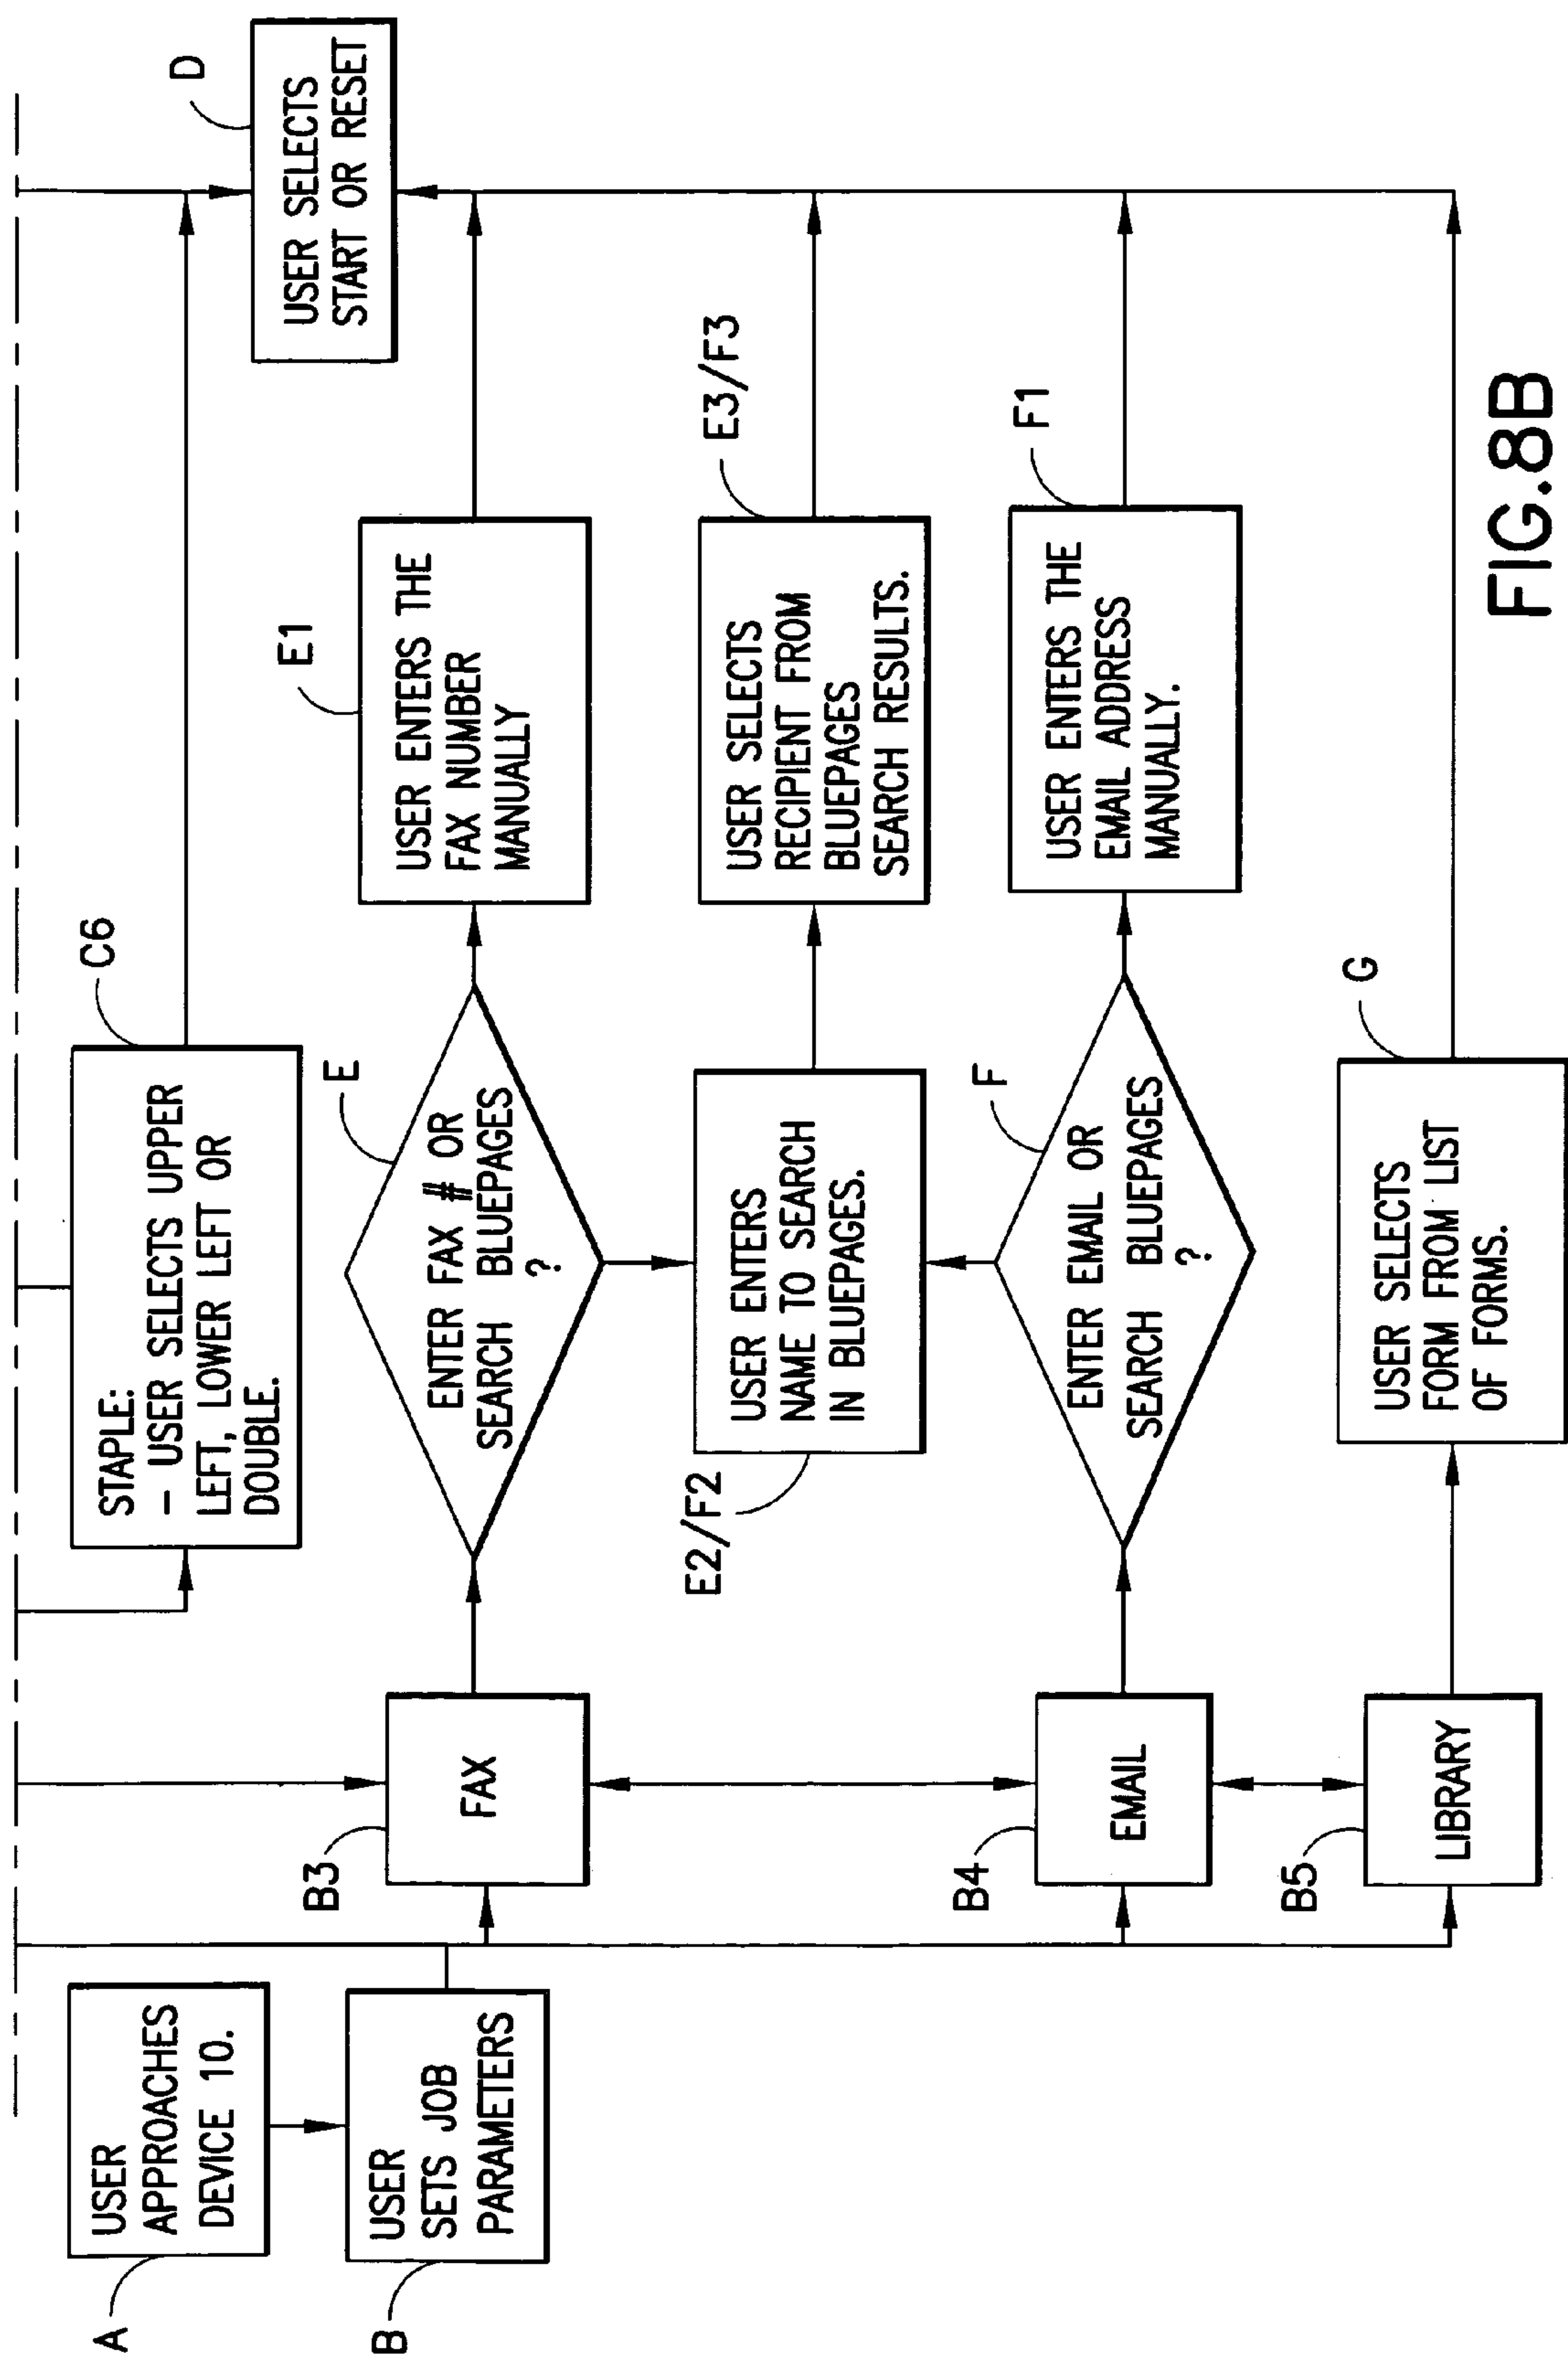 A
USER
APPROACHES
DEVICE 10.
B
USER
SETS JOB
PARAMETERS
C6
STAPLE:
– USER SELECTS UPPER
LEFT, LOWER LEFT OR
DOUBLE.
D
USER SELECTS
START OR RESET
B3
FAX
E
ENTER FAX # OR
SEARCH BLUEPAGES
?
E1
USER ENTERS THE
FAX NUMBER
MANUALLY
E2/F2
USER ENTERS
NAME TO SEARCH
IN BLUEPAGES.
E3/F3
USER SELECTS
RECIPIENT FROM
BLUEPAGES
SEARCH RESULTS.
B4
EMAIL
F
ENTER EMAIL OR
SEARCH BLUEPAGES
?
F1
USER ENTERS THE
EMAIL ADDRESS
MANUALLY.
B5
LIBRARY
G
USER SELECTS
FORM FROM LIST
OF FORMS.
FIG.8B